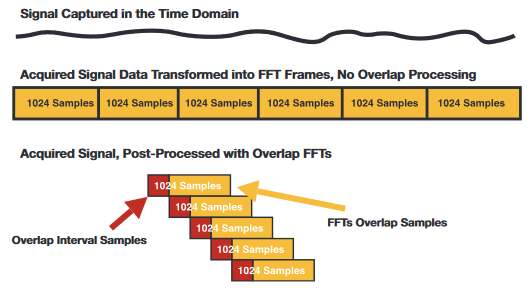 Signal Captured in the Time Domain
Acquired Signal Data Transformed into FFT Frames, No Overlap Processing
1024 Samples 1024 Samples 1024 Samples 1024 Samples 1024 Samples 1024 Samples
Acquired Signal, Post-Processed with Overlap FFTs
1024 Samples
1024 Samples
FFTs Overlap Samples
1024 Samples
Overlap Interval Samples
1024 Samples
1024 Samples